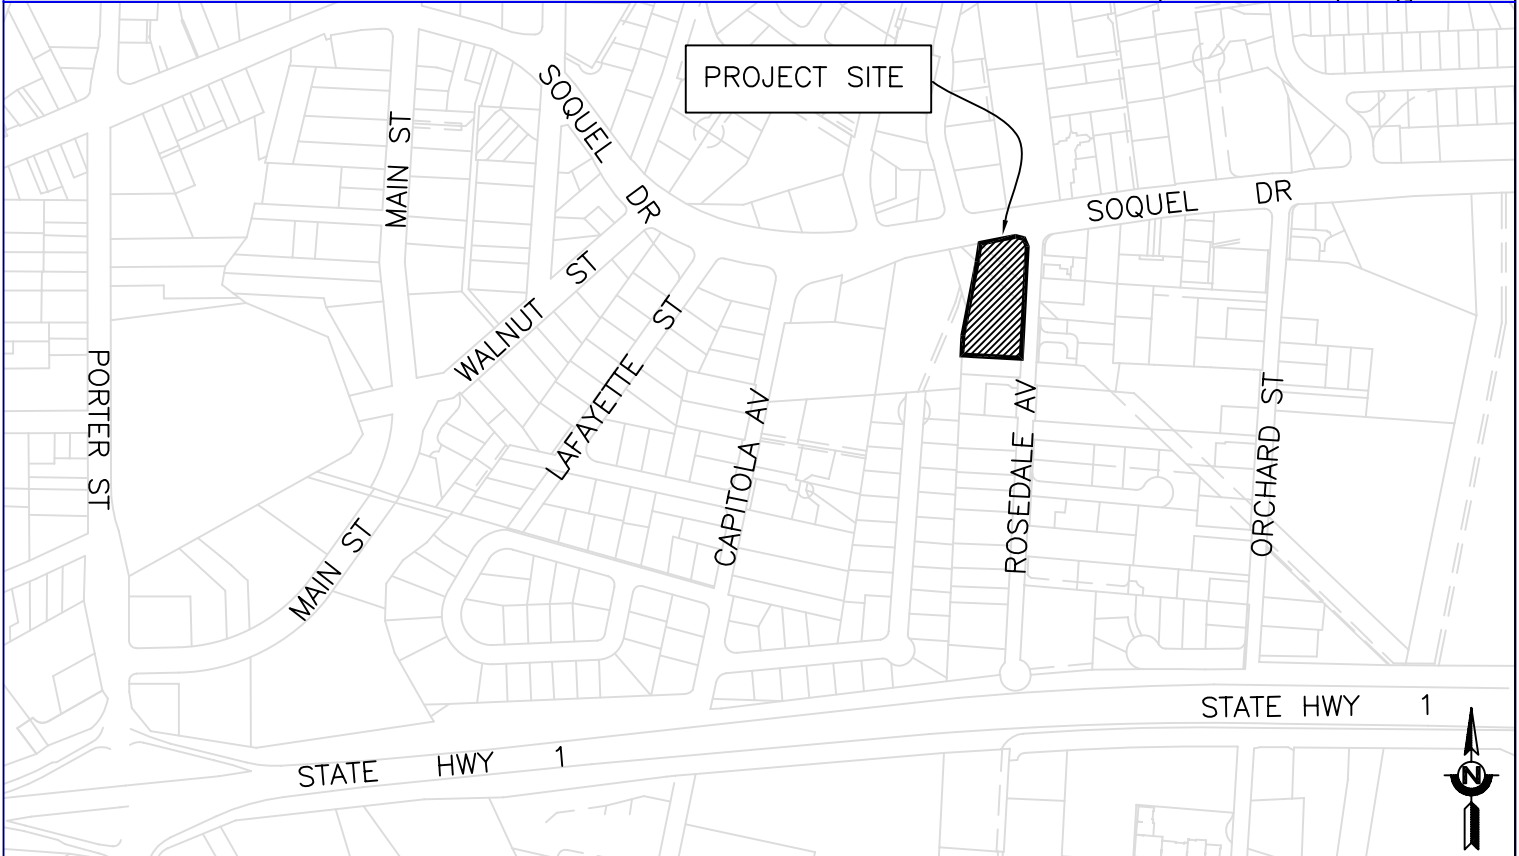 PROJECT SITE
SOQUEL DR
MAIN ST
SOQUEL DR
WALNUT ST
LAFAYETTE ST
PORTER ST
CAPITOLA AV
ROSEDALE AV
ORCHARD ST
MAIN ST
STATE HWY 1
STATE HWY 1
N